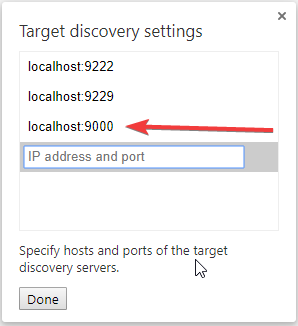 Target discovery settings
localhost:9222
localhost:9229
localhost:9000
IP address and port
Specify hosts and ports of the target
discovery servers.
Done